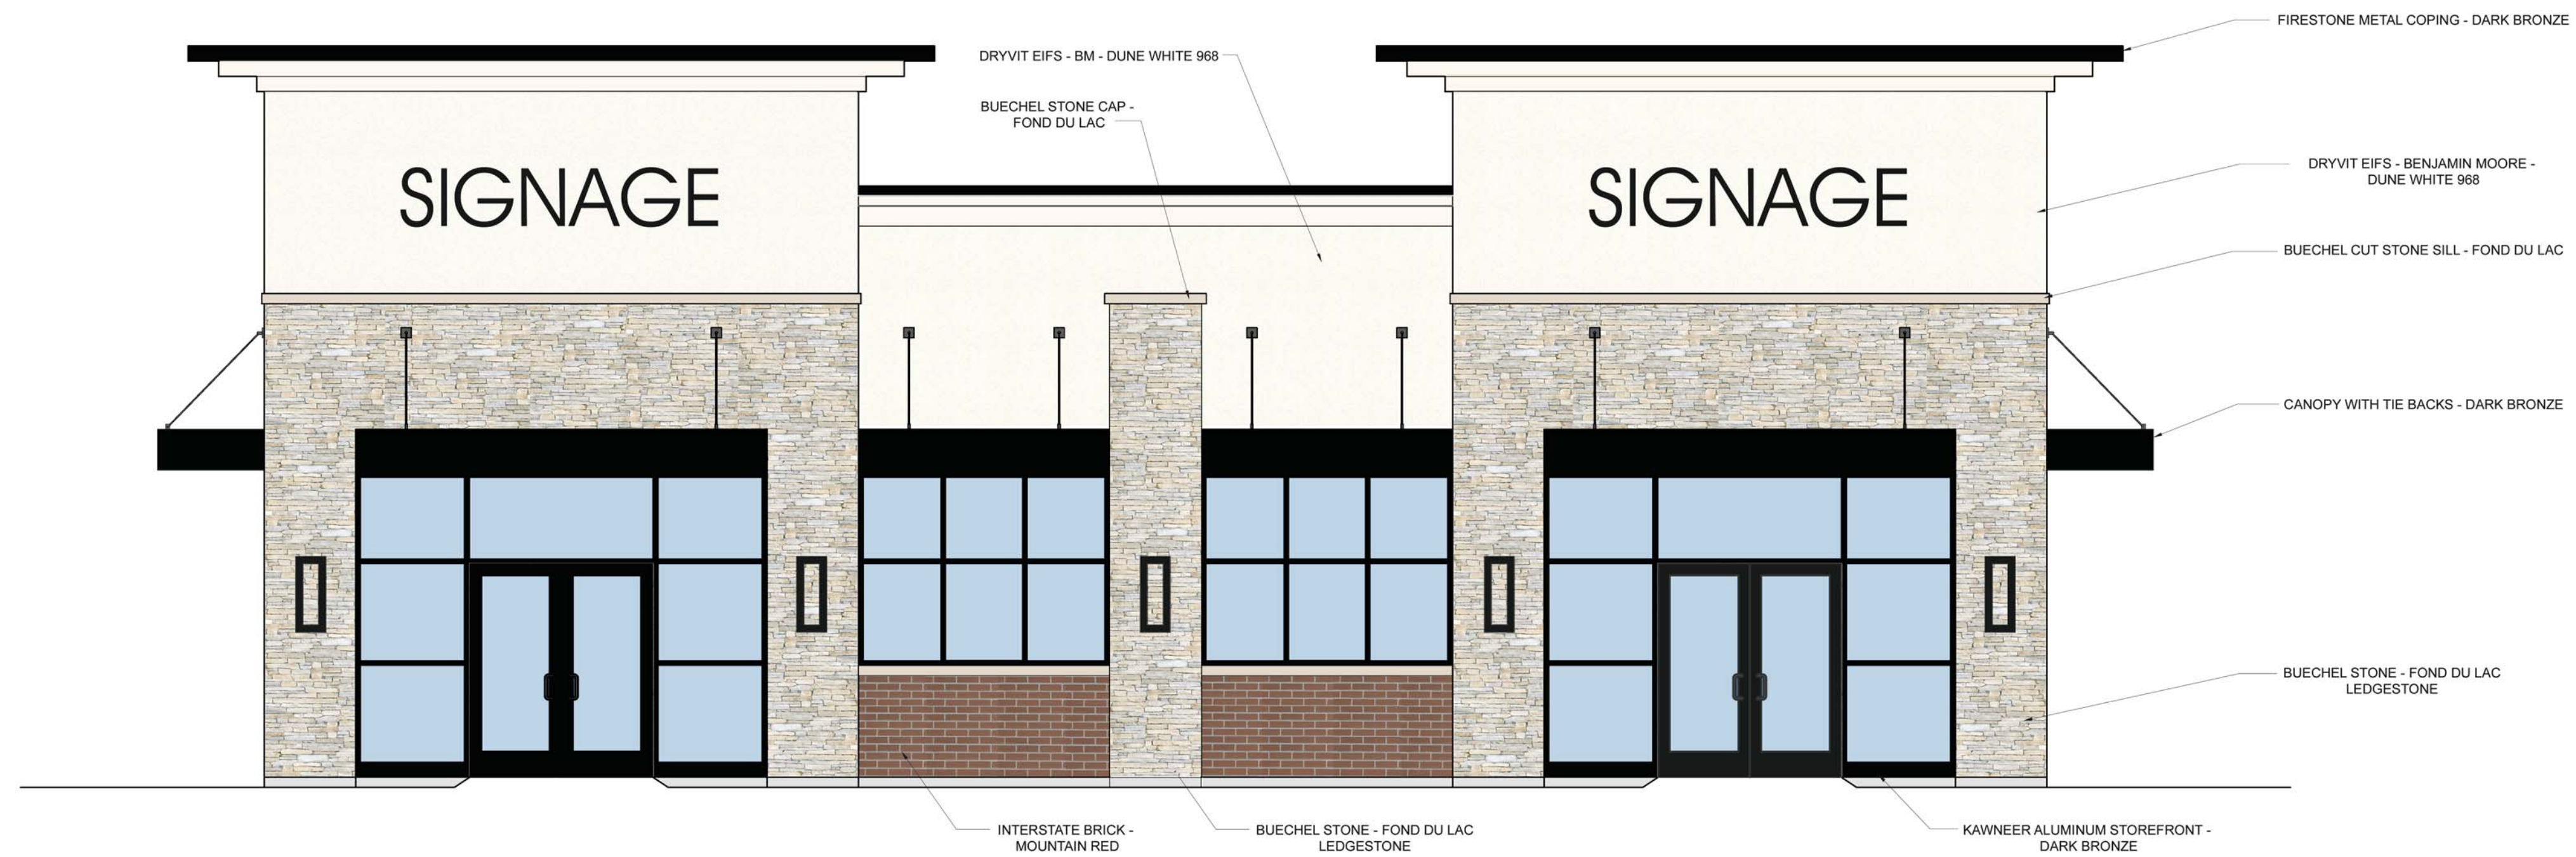 FIRESTONE METAL COPING - DARK BRONZE
DRYVIT EIFS - BM - DUNE WHITE 968
BUECHEL STONE CAP -
FOND DU LAC
SIGNAGE
SIGNAGE
DRYVIT EIFS - BENJAMIN MOORE -
DUNE WHITE 968
BUECHEL CUT STONE SILL - FOND DU LAC
CANOPY WITH TIE BACKS - DARK BRONZE
BUECHEL STONE - FOND DU LAC
LEDGESTONE
INTERSTATE BRICK -
MOUNTAIN RED
BUECHEL STONE - FOND DU LAC
LEDGESTONE
KAWNEER ALUMINUM STOREFRONT -
DARK BRONZE